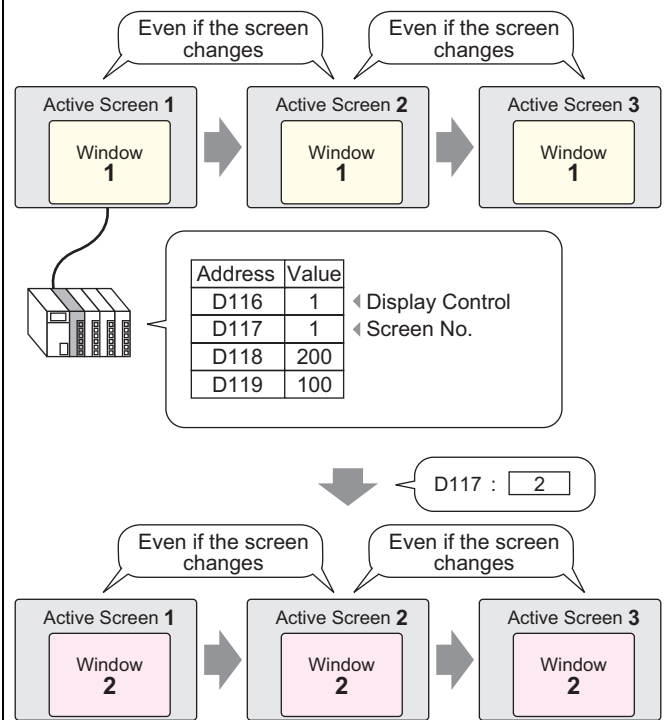 Even if the screen
changes
Even if the screen
changes
Active Screen 1
Active Screen 2
Active Screen 3
Window
1
Window
1
Window
1
Address Value
D116 1 Display Control
D117 1 Screen No.
D118 200
D119 100
D117 : 2
Even if the screen
changes
Even if the screen
changes
Active Screen 1
Active Screen 2
Active Screen 3
Window
2
Window
2
Window
2